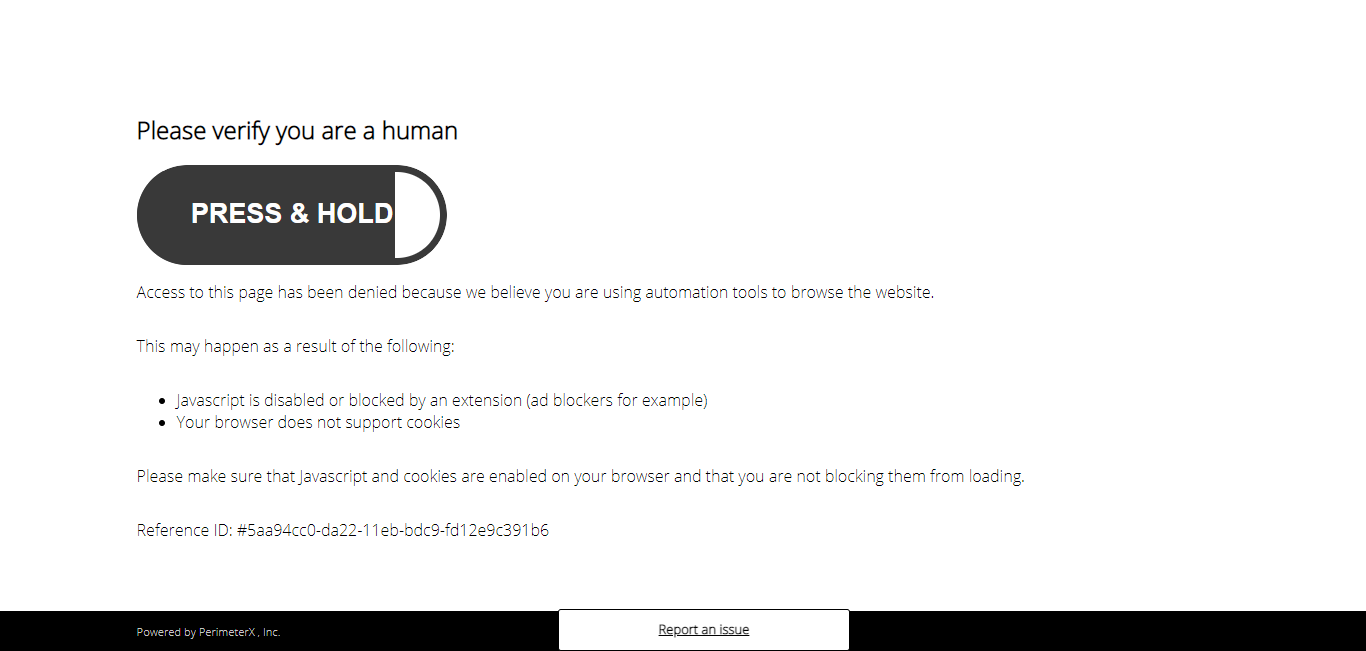 Please verify you are a human
PRESS & HOLD
Access to this page has been denied because we believe you are using automation tools to browse the website.
This may happen as a result of the following:
Javascript is disabled or blocked by an extension (ad blockers for example)
Your browser does not support cookies
Please make sure that Javascript and cookies are enabled on your browser and that you are not blocking them from loading.
Reference ID: #5aa94cc0-da22-11eb-bdc9-fd12e9c391b6
Powered by PerimeterX , Inc.
Report an issue